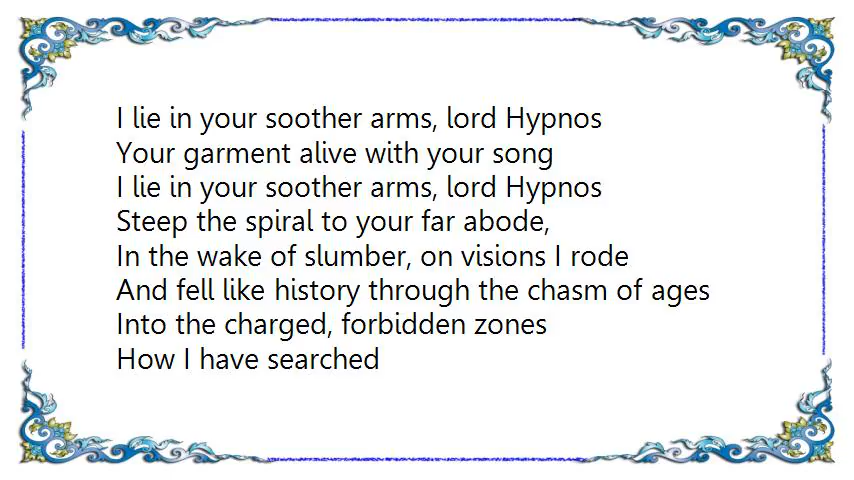 I lie in your soother arms, lord Hypnos
Your garment alive with your song
I lie in your soother arms, lord Hypnos
Steep the spiral to your far abode,
In the wake of slumber, on visions I rode
And fell like history through the chasm of ages
Into the charged, forbidden zones
How I have searched